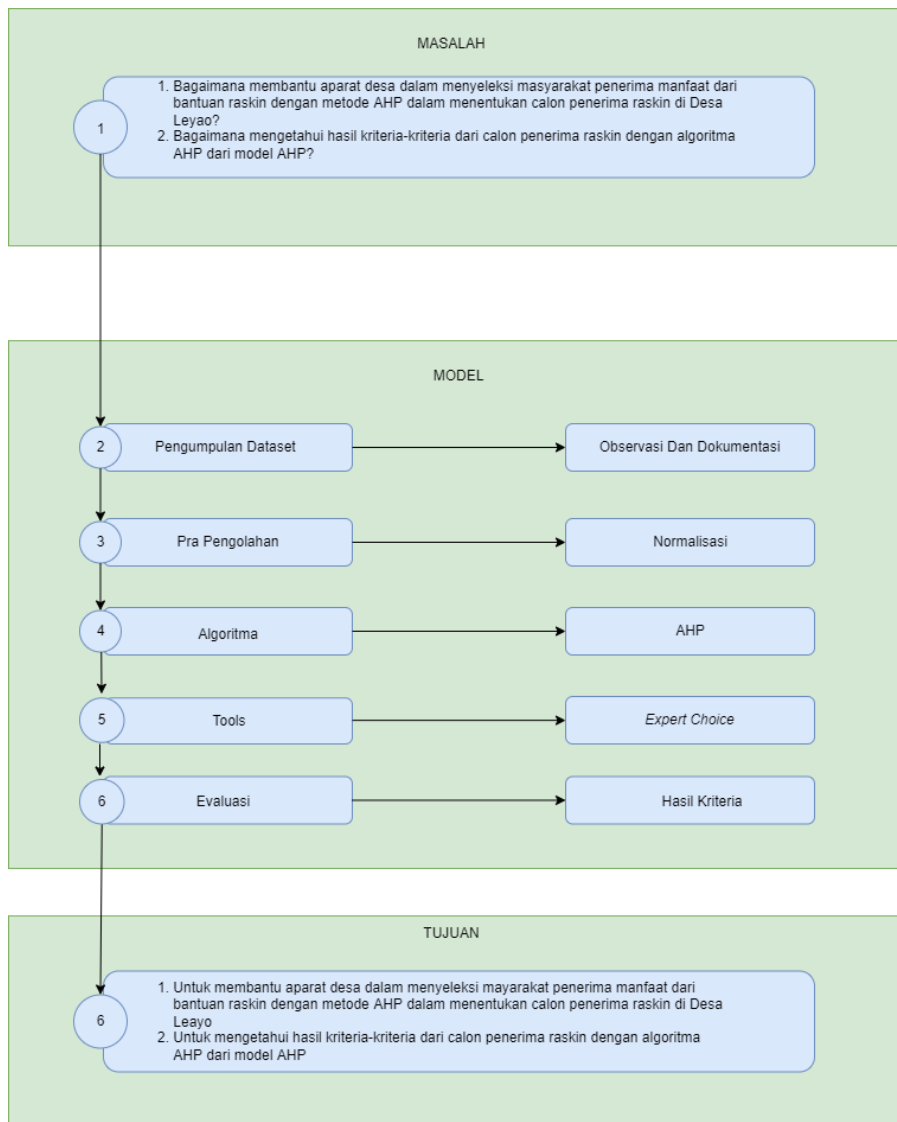 MASALAH
1
1. Bagaimana membantu aparat desa dalam menyeleksi masyarakat penerima manfaat dari
bantuan raskin dengan metode AHP dalam menentukan calon penerima raskin di Desa
Leyao?
2. Bagaimana mengetahui hasil kriteria-kriteria dari calon penerima raskin dengan algoritma
AHP dari model AHP?
MODEL
2 Pengumpulan Dataset Observasi Dan Dokumentasi
3 Pra Pengolahan Normalisasi
4 Algoritma AHP
5 Tools Expert Choice
6 Evaluasi Hasil Kriteria
TUJUAN
6
1. Untuk membantu aparat desa dalam menyeleksi mayarakat penerima manfaat dari
bantuan raskin dengan metode AHP dalam menentukan calon penerima raskin di Desa
Leayo
2. Untuk mengetahui hasil kriteria-kriteria dari calon penerima raskin dengan algoritma
AHP dari model AHP